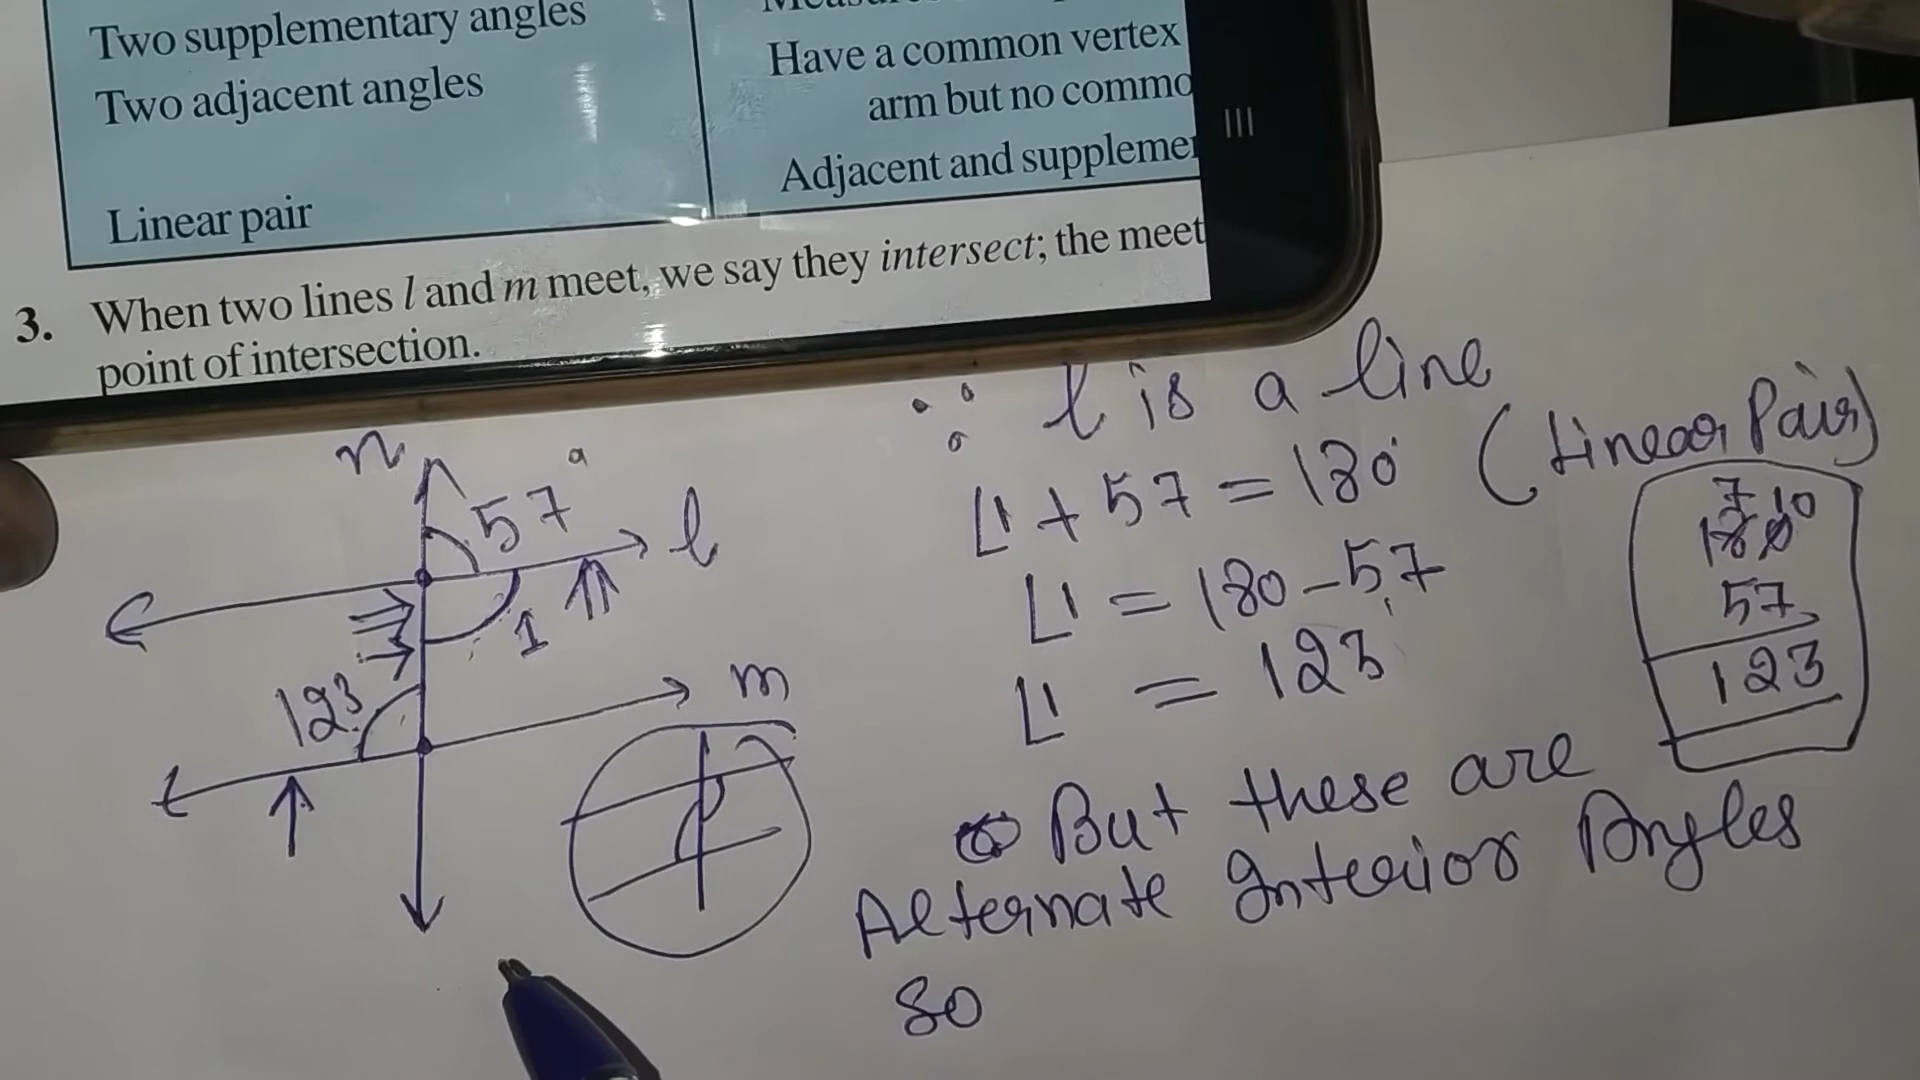 Two supplementary angles
Two adjacent angles
Have a common vertex
arm but no commo
Linear pair
Adjacent and suppleme
3. When two lines l and m meet, we say they intersect; the meet
point of intersection.
n
57°
l
1
123
m
∵ l is a line
∠1 + 57 = 180° (Linear Pair)
∠1 = 180 - 57
∠1 = 123
7 10
180
57
123
But these are
Alternate Interior Angles
So